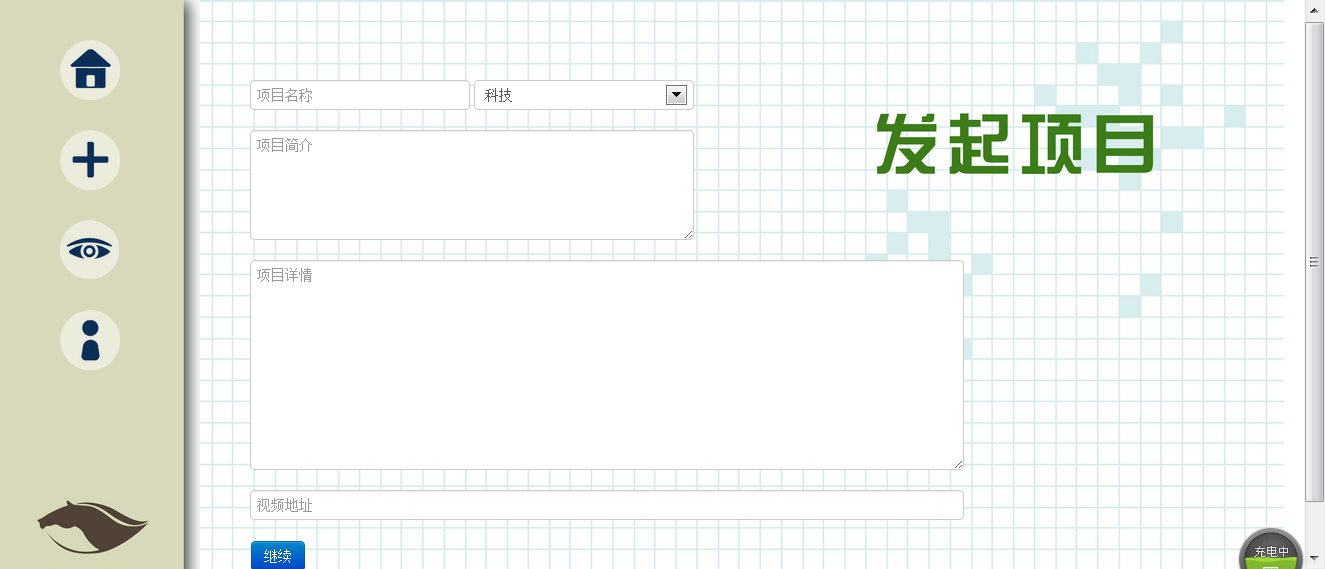 项目名称 科技
发起项目
项目简介
项目详情
视频地址
继续
充电中